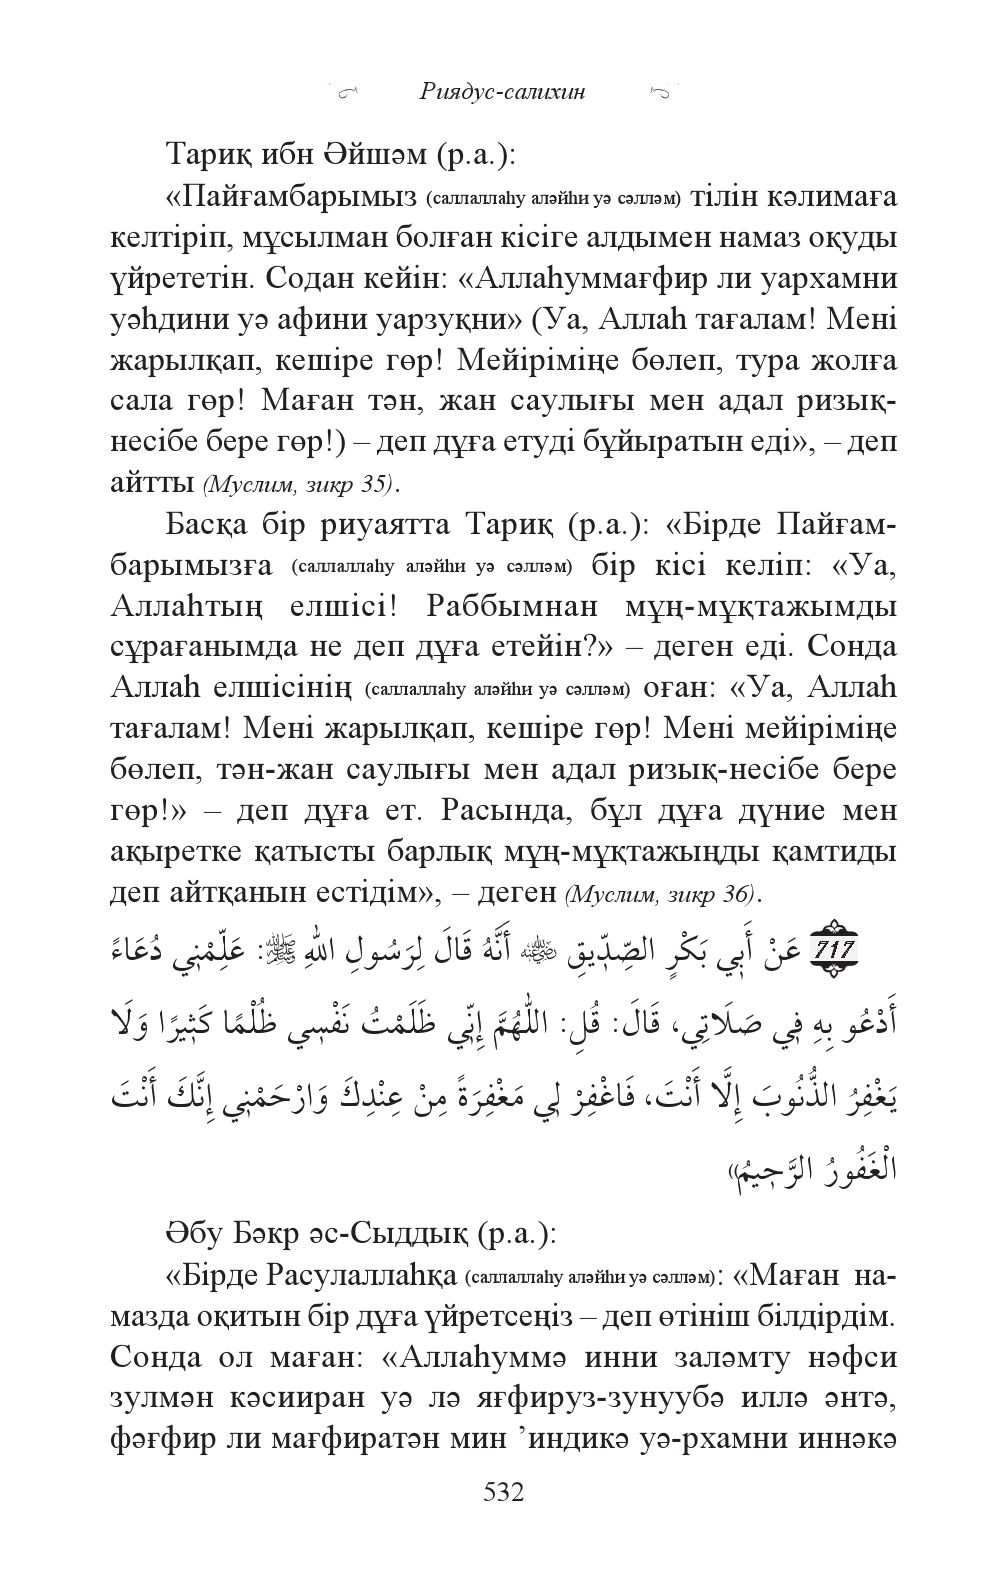 Риядус-салихин
Тариқ ибн Әйшәм (р.а.):
«Пайғамбарымыз (саллаллаһу аләйһи уә сәлләм) тілін кәлимаға
келтіріп, мұсылман болған кісіге алдымен намаз оқуды
үйрететін. Содан кейін: «Аллаһуммағфир ли уархамни
уәһдини уә афини уарзуқни» (Уа, Аллаһ тағалам! Мені
жарылқап, кешіре гөр! Мейіріміңе бөлеп, тура жолға
сала гөр! Маған тән, жан саулығы мен адал ризық-
несібе бере гөр!) – деп дұға етуді бұйыратын еді», – деп
айтты (Муслим, зикр 35).
Басқа бір риуаятта Тариқ (р.а.): «Бірде Пайғам-
барымызға (саллаллаһу аләйһи уә сәлләм) бір кісі келіп: «Уа,
Аллаһтың елшісі! Раббымнан мұң-мұқтажымды
сұрағанымда не деп дұға етейін?» – деген еді. Сонда
Аллаһ елшісінің (саллаллаһу аләйһи уә сәлләм) оған: «Уа, Аллаһ
тағалам! Мені жарылқап, кешіре гөр! Мені мейіріміңе
бөлеп, тән-жан саулығы мен адал ризық-несібе бере
гөр!» – деп дұға ет. Расында, бұл дұға дүние мен
ақыретке қатысты барлық мұң-мұқтажыңды қамтиды
деп айтқанын естідім», – деген (Муслим, зикр 36).
717 عَنْ أَبِي بَكْرٍ الصِّدِّيقِ ؓ أَنَّهُ قَالَ لِرَسُولِ اللهِ ﷺ: عَلِّمْنِي دُعَاءً
أَدْعُو بِهِ فِي صَلَاتِي، قَالَ: قُلِ: اللَّهُمَّ إِنِّي ظَلَمْتُ نَفْسِي ظُلْمًا كَثِيرًا وَلَا
يَغْفِرُ الذُّنُوبَ إِلَّا أَنْتَ، فَاغْفِرْ لِي مَغْفِرَةً مِنْ عِنْدِكَ وَارْحَمْنِي إِنَّكَ أَنْتَ
الْغَفُورُ الرَّحِيمُ»
Әбу Бәкр әс-Сыддық (р.а.):
«Бірде Расулаллаһқа (саллаллаһу аләйһи уә сәлләм): «Маған на-
мазда оқитын бір дұға үйретсеңіз – деп өтініш білдірдім.
Сонда ол маған: «Аллаһуммә инни заләмту нәфси
зулмән кәсииран уә лә яғфируз-зунуубә иллә әнтә,
фәғфир ли мағфиратән мин ’индикә уә-рхамни иннәкә
532